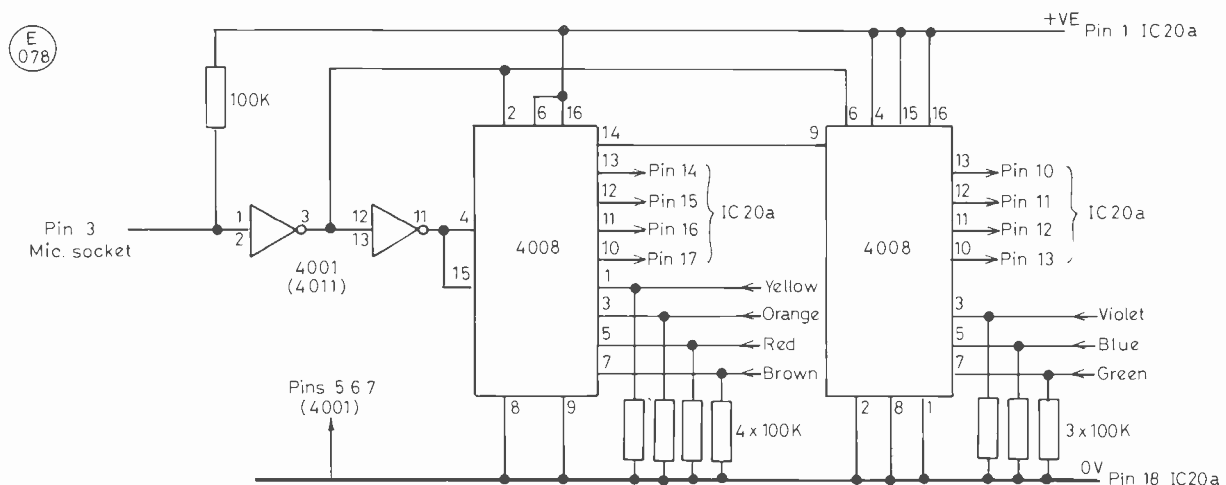 E
078
+VE Pin 1 IC20a
100K
2 6 16
6 4 15 16
14 9
13 Pin 14
12 Pin 15
11 Pin 16
10 Pin 17
IC20a
13 Pin 10
12 Pin 11
11 Pin 12
10 Pin 13
IC20a
Pin 3
Mic. socket
1
2
3
12
13
11
4
15
4001
(4011)
4008
4008
1 Yellow
3 Orange
5 Red
7 Brown
3 Violet
5 Blue
7 Green
Pins 5 6 7
(4001)
8 9
2 8 1
4 x 100K
3 x 100K
0V Pin 18 IC20a